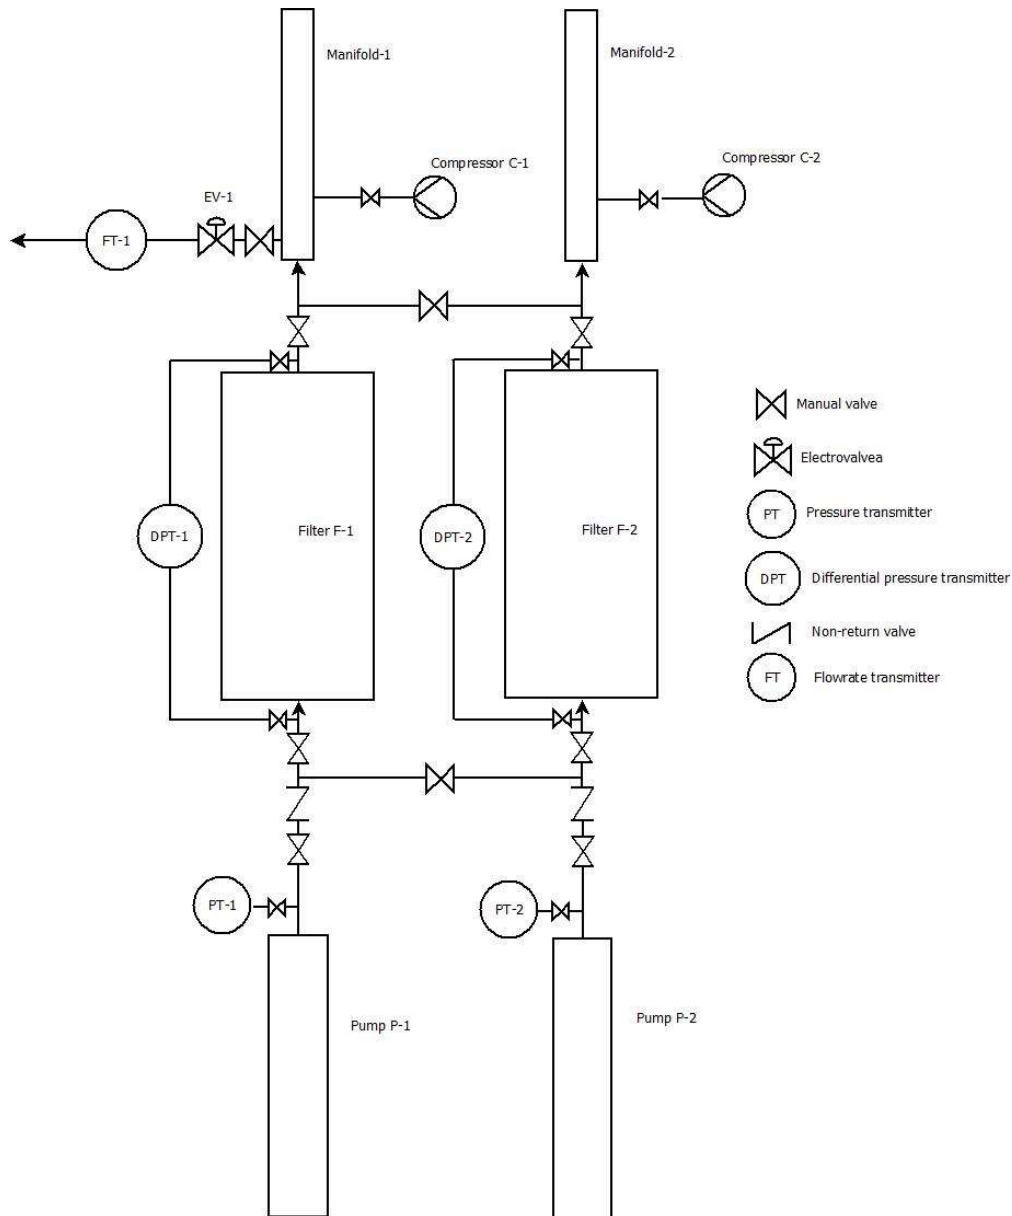 Manifold-1
Manifold-2
Compressor C-1
Compressor C-2
EV-1
FT-1
Manual valve
Electrovalvea
PT
Pressure transmitter
DPT-1
Filter F-1
DPT-2
Filter F-2
DPT
Differential pressure transmitter
Non-return valve
FT
Flowrate transmitter
PT-1
PT-2
Pump P-1
Pump P-2